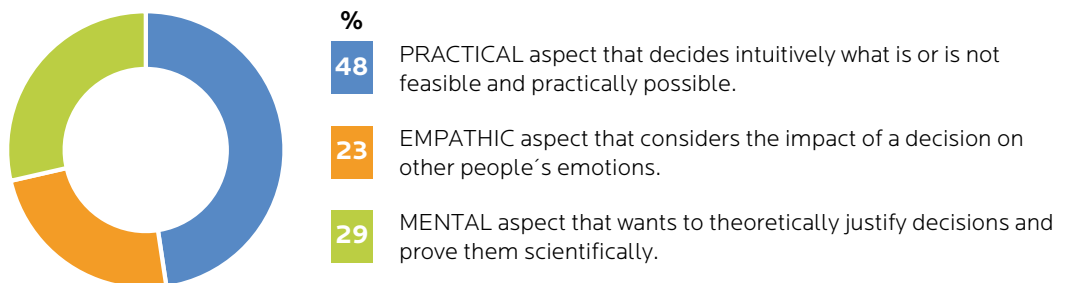 %
48
PRACTICAL aspect that decides intuitively what is or is not
feasible and practically possible.
23
EMPATHIC aspect that considers the impact of a decision on
other people´s emotions.
29
MENTAL aspect that wants to theoretically justify decisions and
prove them scientifically.